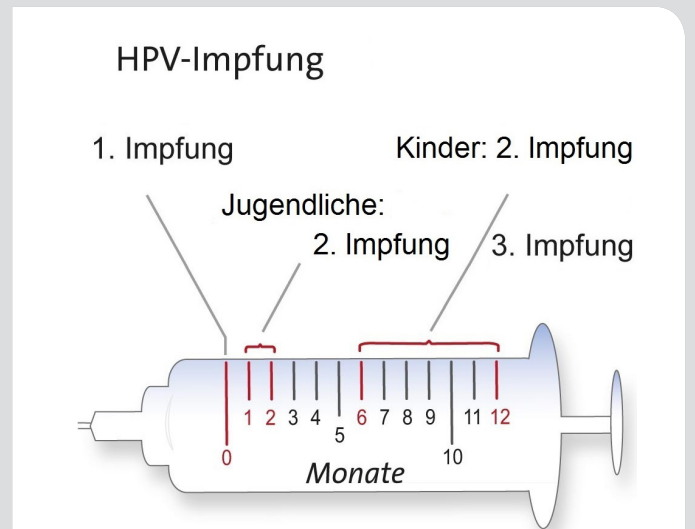 HPV-Impfung
1. Impfung
Kinder: 2. Impfung
Jugendliche:
2. Impfung
3. Impfung
0 1 2 3 4 5 6 7 8 9 10 11 12
Monate